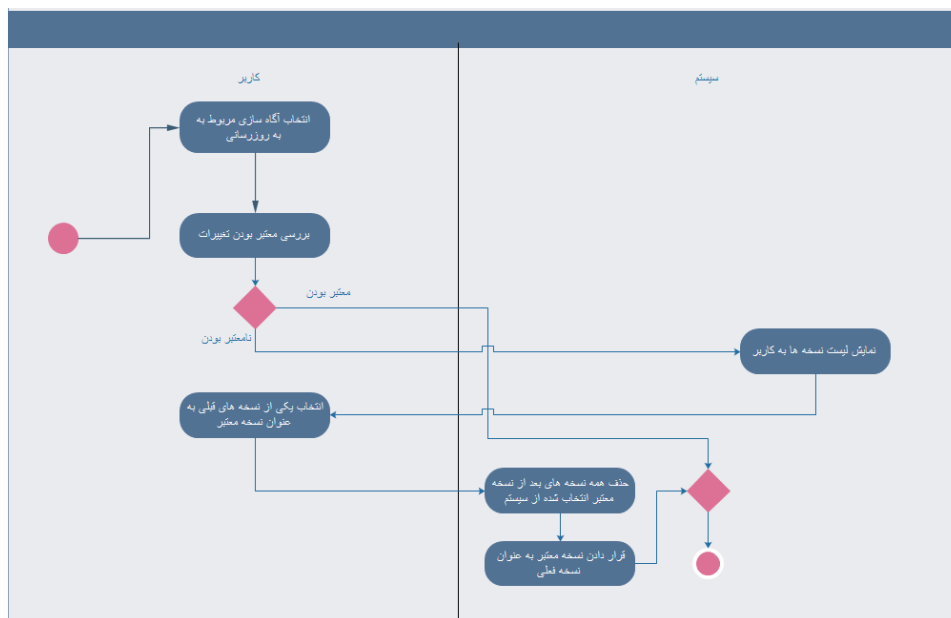 کاربر
سیستم
انتخاب آگاه سازی مربوط به
به روزرسانی
بررسی معتبر بودن تغییرات
معتبر بودن
نامعتبر بودن
نمایش لیست نسخه ها به کاربر
انتخاب یکی از نسخه های قبلی به
عنوان نسخه معتبر
حذف همه نسخه های بعد از نسخه
معتبر انتخاب شده از سیستم
قرار دادن نسخه معتبر به عنوان
نسخه فعلی